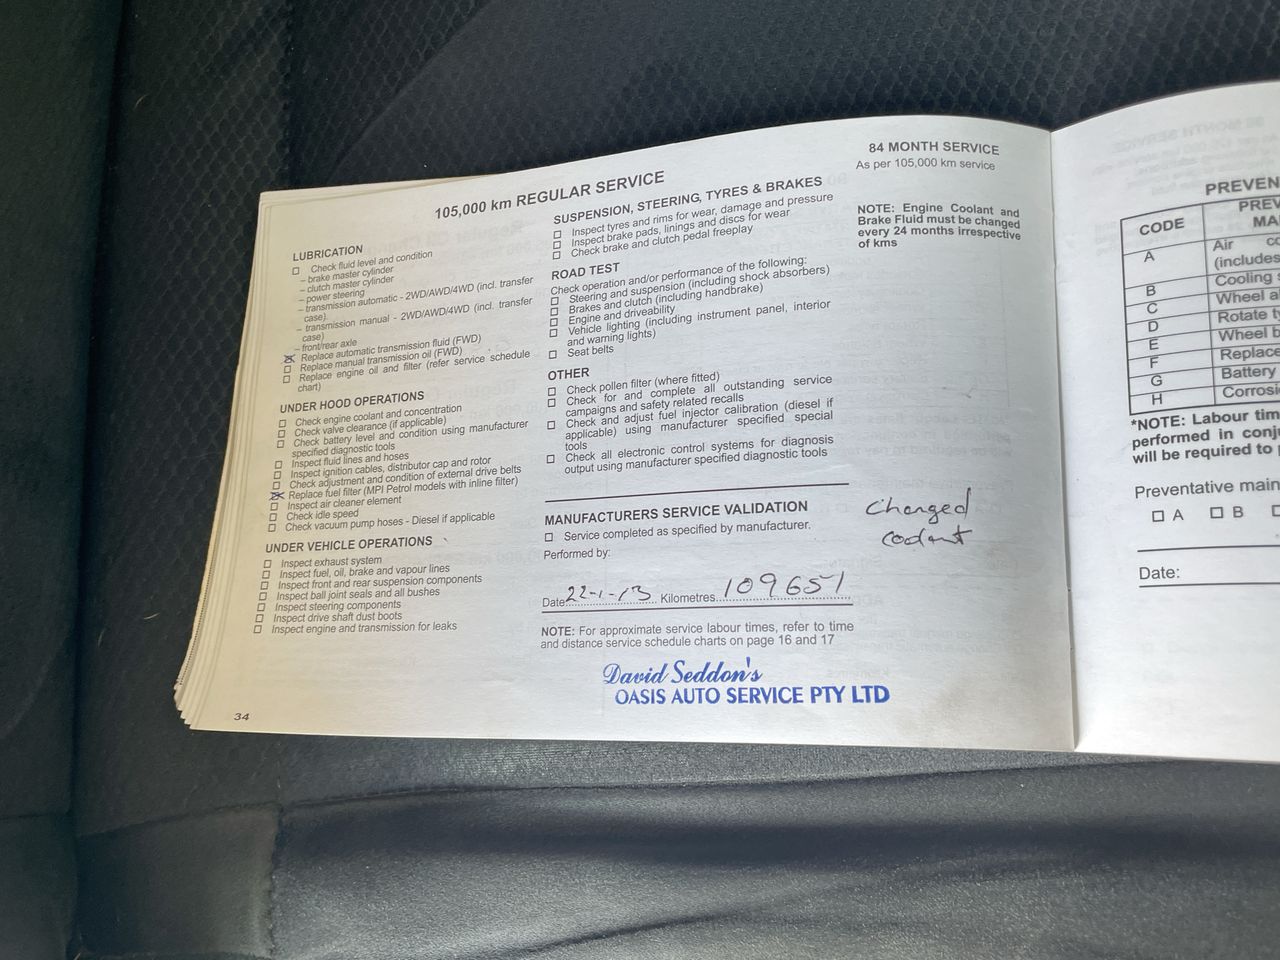 105,000 km REGULAR SERVICE
LUBRICATION
☐ Check fluid level and condition
– brake master cylinder
– clutch master cylinder
– power steering
– transmission automatic - 2WD/AWD/4WD (incl. transfer
case)
– transmission manual - 2WD/AWD/4WD (incl. transfer
case)
– front/rear axle
☒ Replace automatic transmission fluid (FWD)
☐ Replace manual transmission oil (FWD)
☐ Replace engine oil and filter (refer service schedule
chart)
UNDER HOOD OPERATIONS
☐ Check engine coolant and concentration
☐ Check valve clearance (if applicable)
☐ Check battery level and condition using manufacturer
specified diagnostic tools
☐ Inspect fluid lines and hoses
☐ Inspect ignition cables, distributor cap and rotor
☐ Check adjustment and condition of external drive belts
☒ Replace fuel filter (MPI Petrol models with inline filter)
☐ Inspect air cleaner element
☐ Check idle speed
☐ Check vacuum pump hoses - Diesel if applicable
UNDER VEHICLE OPERATIONS
☐ Inspect exhaust system
☐ Inspect fuel, oil, brake and vapour lines
☐ Inspect front and rear suspension components
☐ Inspect ball joint seals and all bushes
☐ Inspect steering components
☐ Inspect drive shaft dust boots
☐ Inspect engine and transmission for leaks
34
SUSPENSION, STEERING, TYRES & BRAKES
☐ Inspect tyres and rims for wear, damage and pressure
☐ Inspect brake pads, linings and discs for wear
☐ Check brake and clutch pedal freeplay
ROAD TEST
Check operation and/or performance of the following:
☐ Steering and suspension (including shock absorbers)
☐ Brakes and clutch (including handbrake)
☐ Engine and driveability
☐ Vehicle lighting (including instrument panel, interior
and warning lights)
☐ Seat belts
OTHER
☐ Check pollen filter (where fitted)
☐ Check for and complete all outstanding service
campaigns and safety related recalls
☐ Check and adjust fuel injector calibration (diesel if
applicable) using manufacturer specified special
tools
☐ Check all electronic control systems for diagnosis
output using manufacturer specified diagnostic tools
MANUFACTURERS SERVICE VALIDATION
☐ Service completed as specified by manufacturer.
Performed by:
Date 22-1-13 Kilometres 109651
NOTE: For approximate service labour times, refer to time
and distance service schedule charts on page 16 and 17
David Seddon's
OASIS AUTO SERVICE PTY LTD
84 MONTH SERVICE
As per 105,000 km service
NOTE: Engine Coolant and
Brake Fluid must be changed
every 24 months irrespective
of kms
Changed
coolant
PREVEN
CODE PREV
MA
A Air co
(includes
B Cooling s
C Wheel al
D Rotate ty
E Wheel b
F Replace
G Battery
H Corrosi
*NOTE: Labour tim
performed in conj
will be required to
Preventative main
☐ A ☐ B
Date: